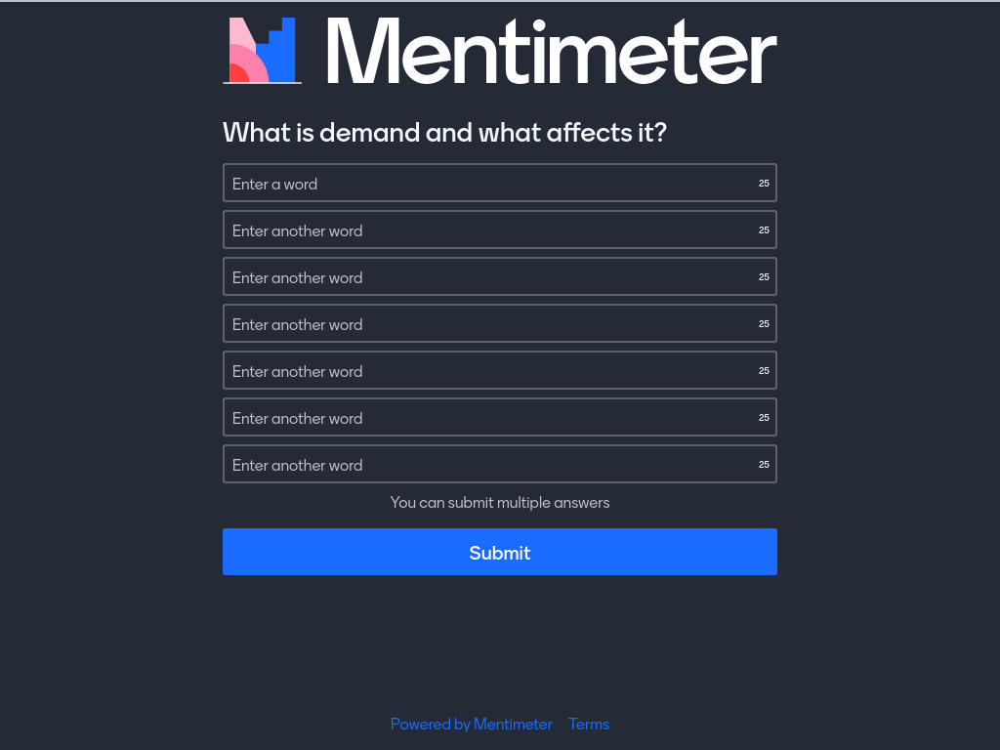 Mentimeter
What is demand and what affects it?
Enter a word 25
Enter another word 25
Enter another word 25
Enter another word 25
Enter another word 25
Enter another word 25
Enter another word 25
You can submit multiple answers
Submit
Powered by Mentimeter Terms